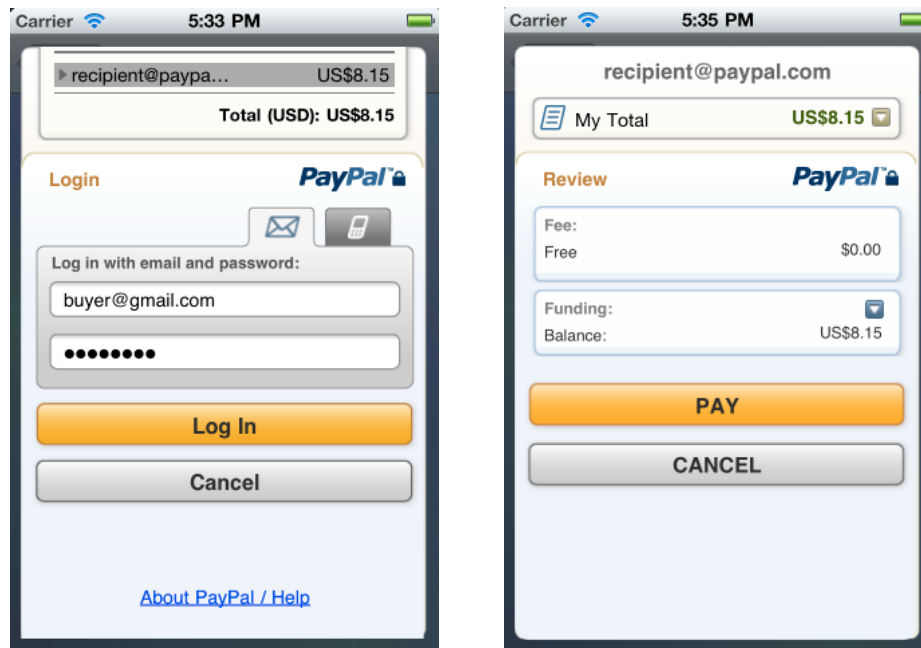 Carrier 5:33 PM
recipient@paypa... US$8.15
Total (USD): US$8.15
Login PayPal™
Log in with email and password:
buyer@gmail.com
●●●●●●●●
Log In
Cancel
About PayPal / Help
Carrier 5:35 PM
recipient@paypal.com
My Total US$8.15
Review PayPal™
Fee:
Free $0.00
Funding:
Balance: US$8.15
PAY
CANCEL